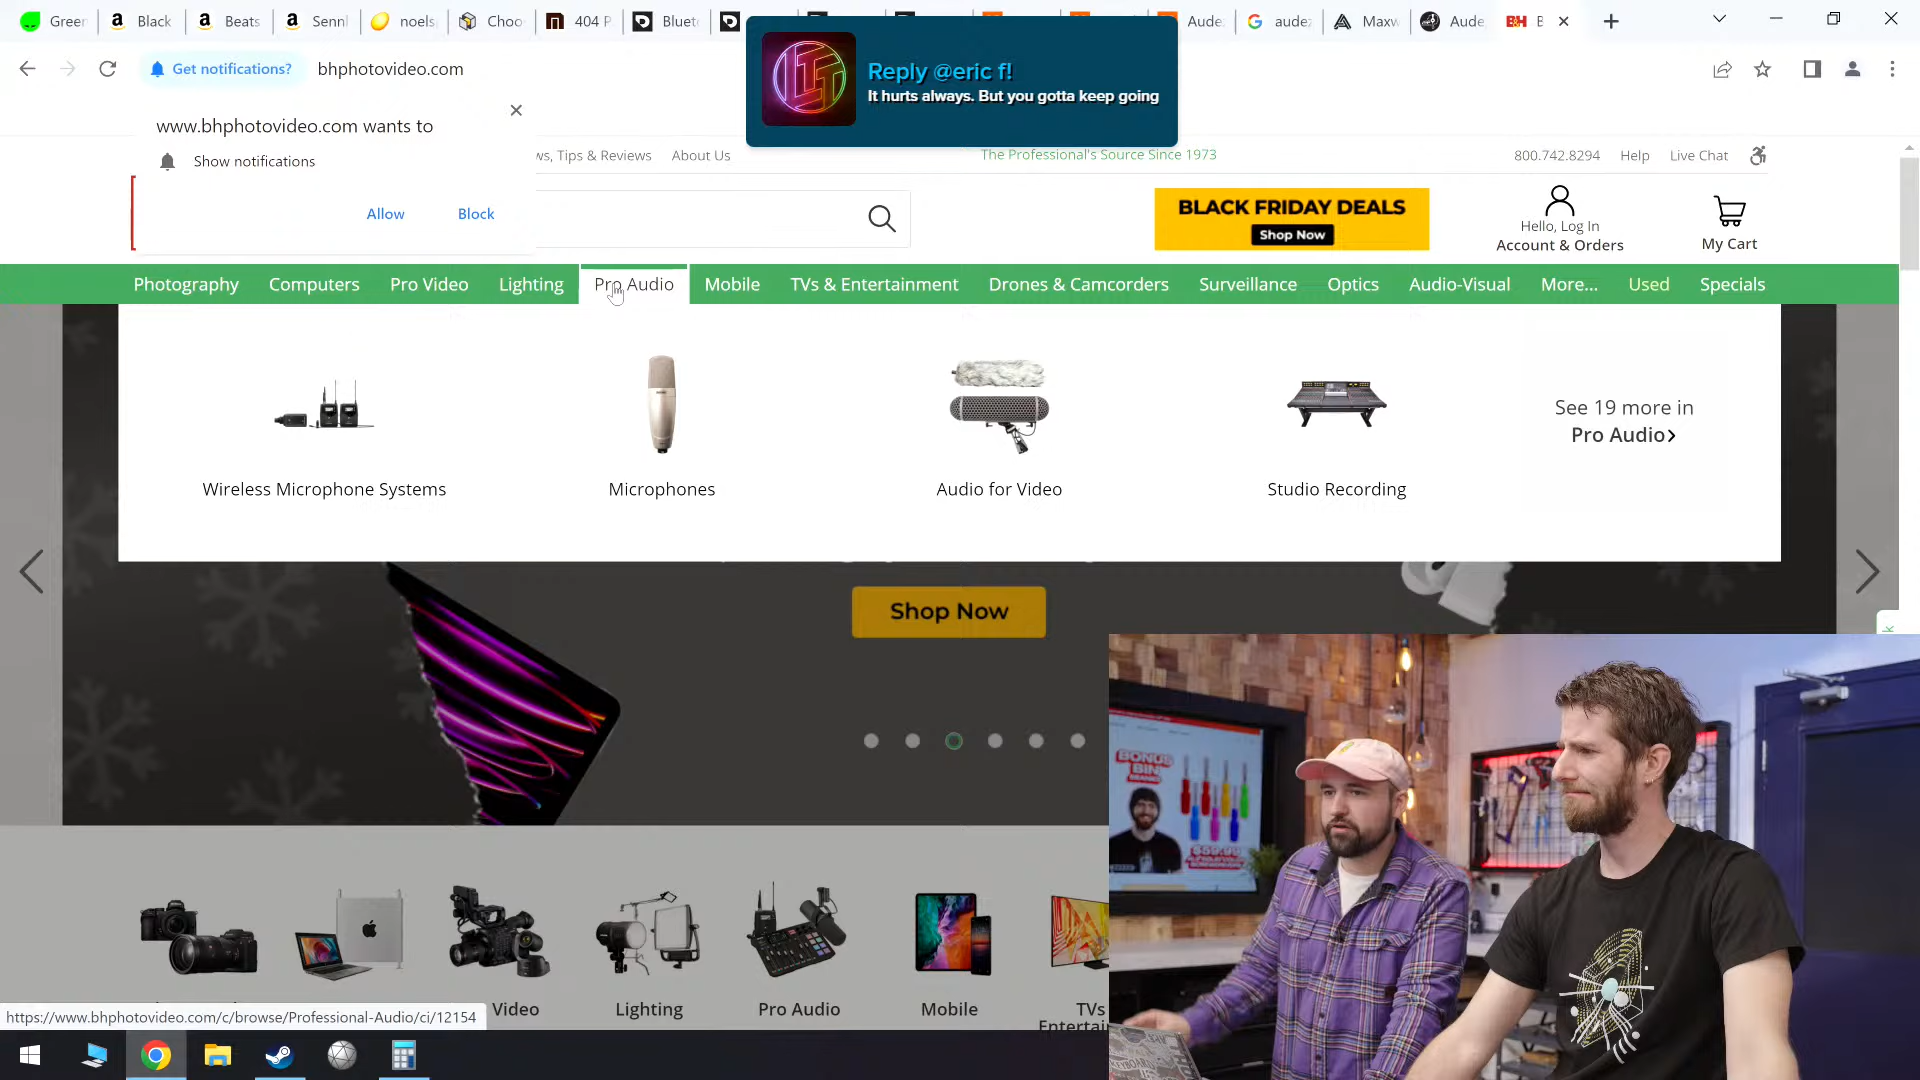 Green
Black
Beats
Sennl
noels
Choo
404 P
Bluet
Aude:
aude:
Maxw
Aude
B&H B
Get notifications?
bhphotovideo.com
Reply @eric f!
It hurts always. But you gotta keep going
www.bhphotovideo.com wants to
Show notifications
Allow
Block
ws, Tips & Reviews
About Us
The Professional's Source Since 1973
800.742.8294
Help
Live Chat
BLACK FRIDAY DEALS
Shop Now
Hello, Log In
Account & Orders
My Cart
Photography
Computers
Pro Video
Lighting
Pro Audio
Mobile
TVs & Entertainment
Drones & Camcorders
Surveillance
Optics
Audio-Visual
More...
Used
Specials
Wireless Microphone Systems
Microphones
Audio for Video
Studio Recording
See 19 more in
Pro Audio
Shop Now
BONUS
BIN
$59.99
Video
Lighting
Pro Audio
Mobile
TVs
Entertai
https://www.bhphotovideo.com/c/browse/Professional-Audio/ci/12154